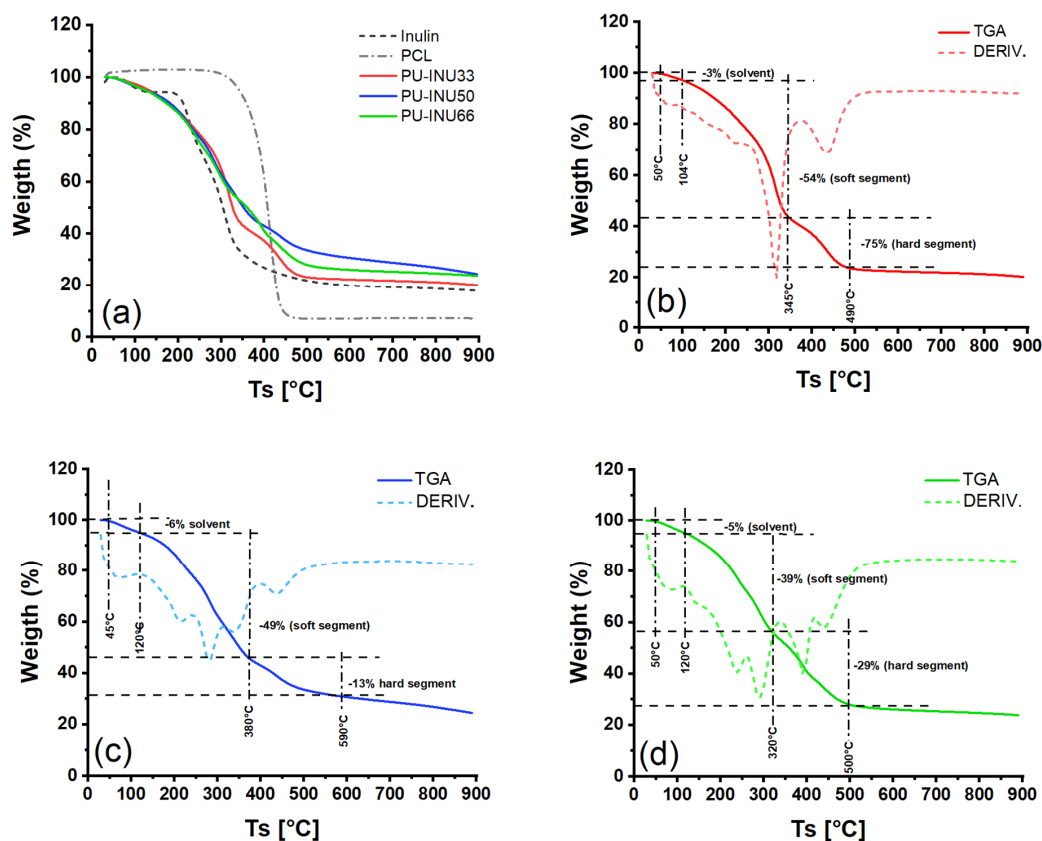 120
100
80
60
40
20
0
Weigth (%)
Inulin
PCL
PU-INU33
PU-INU50
PU-INU66
(a)
0 100 200 300 400 500 600 700 800 900
Ts [°C]
120
100
80
60
40
20
0
Weigth (%)
TGA
DERIV.
-3% (solvent)
-54% (soft segment)
-75% (hard segment)
50°C
104°C
345°C
490°C
(b)
0 100 200 300 400 500 600 700 800 900
Ts [°C]
120
100
80
60
40
20
0
Weigth (%)
TGA
DERIV.
-6% solvent
-49% (soft segment)
-13% hard segment
45°C
120°C
380°C
590°C
(c)
0 100 200 300 400 500 600 700 800 900
Ts [°C]
120
100
80
60
40
20
0
Weight (%)
TGA
DERIV.
-5% (solvent)
-39% (soft segment)
-29% (hard segment)
50°C
120°C
320°C
500°C
(d)
0 100 200 300 400 500 600 700 800 900
Ts [°C]